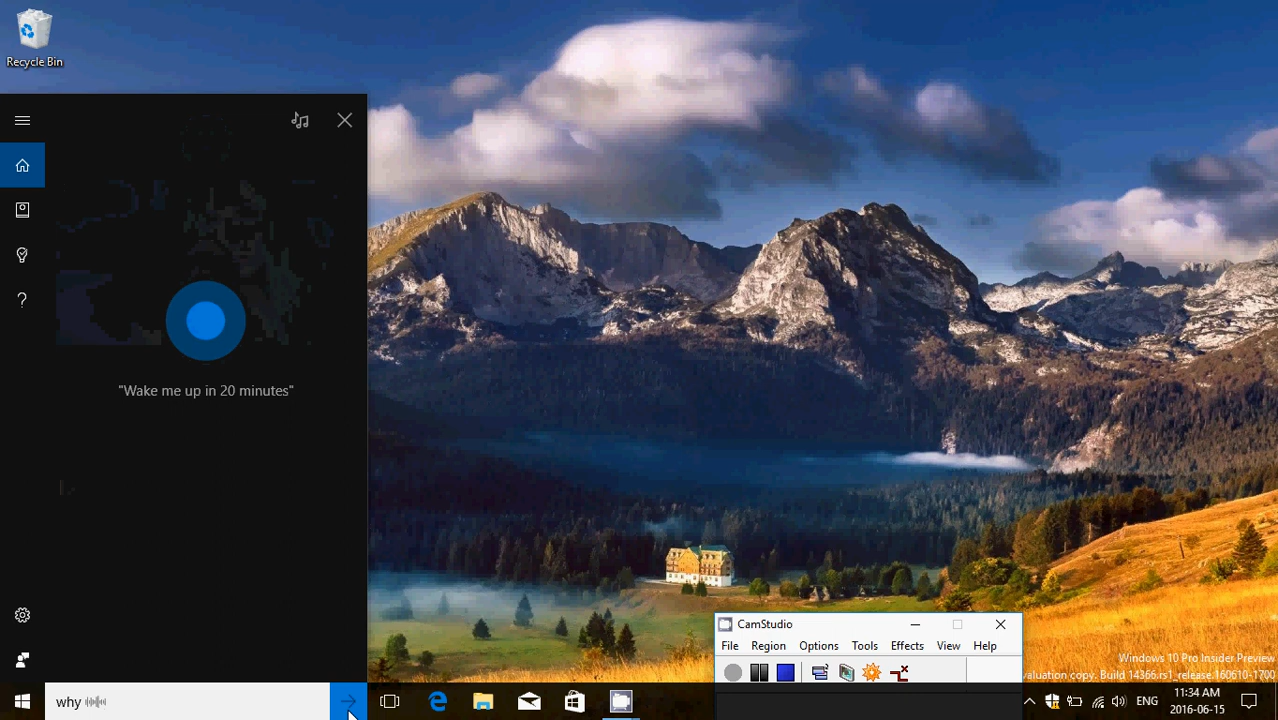 Recycle Bin
"Wake me up in 20 minutes"
CamStudio
File Region Options Tools Effects View Help
Windows 10 Pro Insider Preview
valuation copy. Build 14366.rs1_release.160610-1700
why
ENG
11:34 AM
2016-06-15